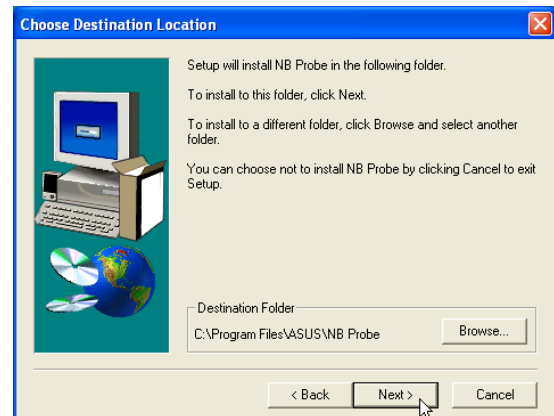 Choose Destination Location
Setup will install NB Probe in the following folder.
To install to this folder, click Next.
To install to a different folder, click Browse and select another
folder.
You can choose not to install NB Probe by clicking Cancel to exit
Setup.
Destination Folder
C:\Program Files\ASUS\NB Probe
Browse...
< Back
Next >
Cancel